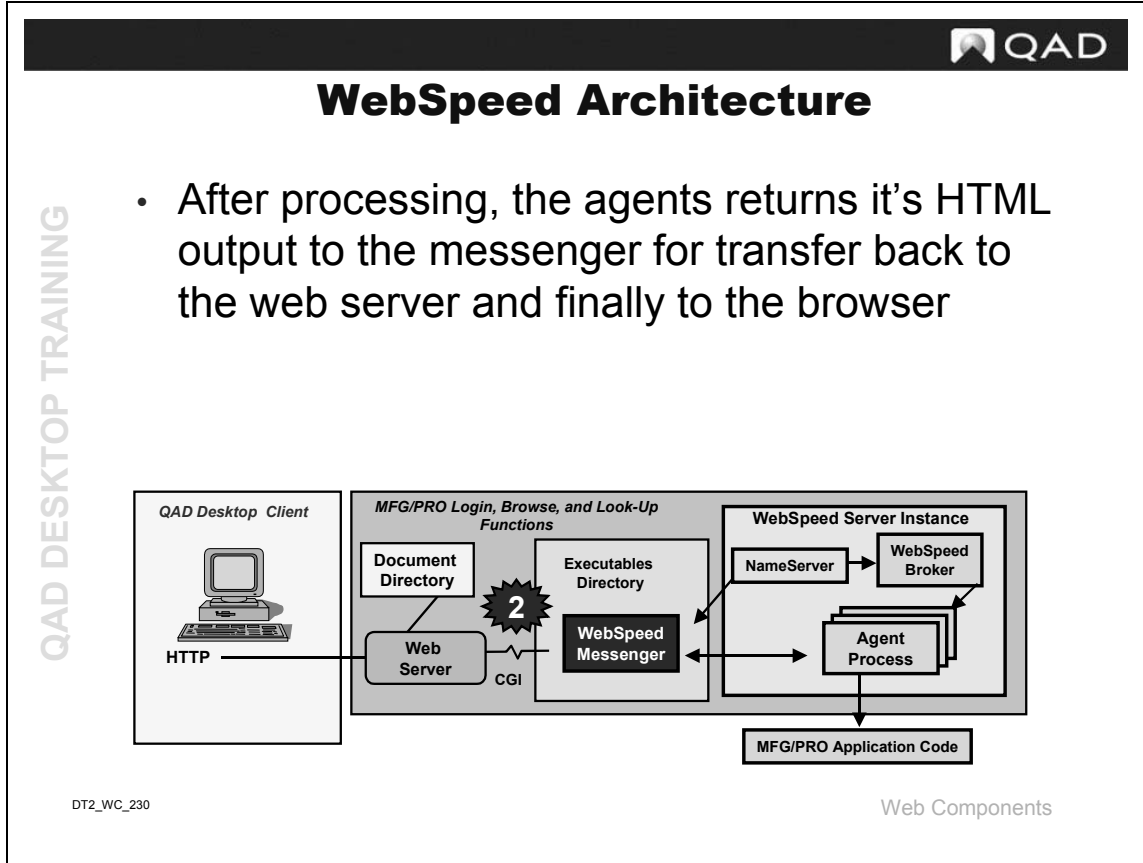 QAD
WebSpeed Architecture
QAD DESKTOP TRAINING
• After processing, the agents returns it's HTML
output to the messenger for transfer back to
the web server and finally to the browser
QAD Desktop Client
HTTP
MFG/PRO Login, Browse, and Look-Up
Functions
Document
Directory
2
Web
Server
CGI
Executables
Directory
WebSpeed
Messenger
WebSpeed Server Instance
NameServer
WebSpeed
Broker
Agent
Process
MFG/PRO Application Code
DT2_WC_230
Web Components